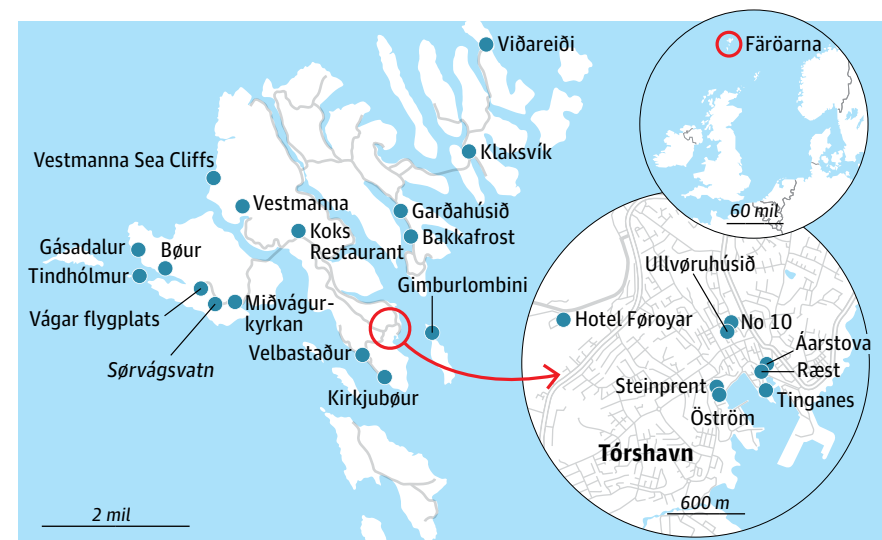 Viðareiði
Färöarna
Klaksvík
Vestmanna Sea Cliffs
Vestmanna
Garðahúsið
60 mil
Koks
Restaurant
Bakkafrost
Gásadalur
Bøur
Ullvøruhúsið
Tindhólmur
Gimburlombini
Miðvágur-
kyrkan
Vágar flygplats
Hotel Føroyar
No 10
Áarstova
Sørvágsvatn
Velbastaður
Ræst
Steinprent
Kirkjubøur
Tinganes
Öström
Tórshavn
2 mil
600 m